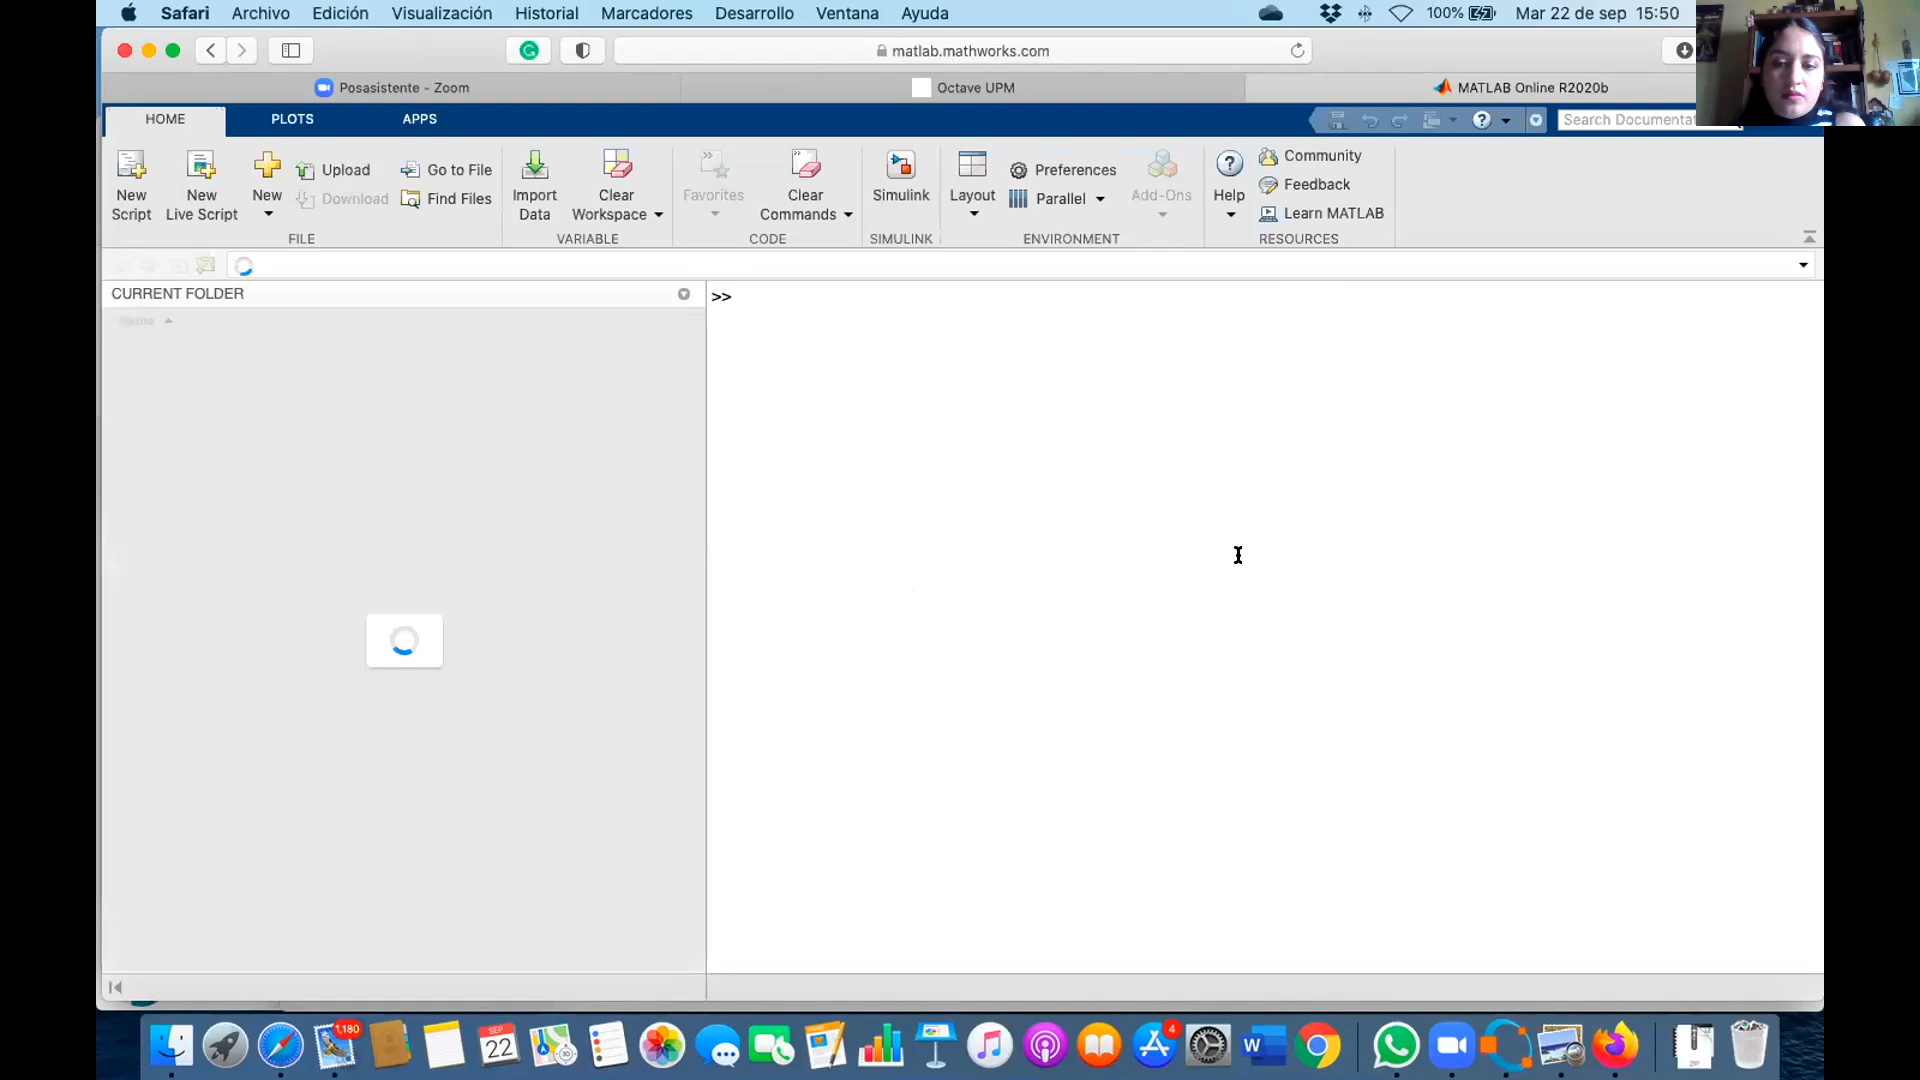 Safari Archivo Edición Visualización Historial Marcadores Desarrollo Ventana Ayuda 100% Mar 22 de sep 15:50
matlab.mathworks.com
Posasistente - Zoom
Octave UPM
MATLAB Online R2020b
HOME PLOTS APPS
Search Documentat
New Script
New Live Script
New
Upload
Download
Go to File
Find Files
FILE
Import Data
Clear Workspace
VARIABLE
Favorites
Clear Commands
CODE
Simulink
SIMULINK
Layout
Preferences
Parallel
Add-Ons
ENVIRONMENT
Help
Community
Feedback
Learn MATLAB
RESOURCES
CURRENT FOLDER
Name
>>
1,180
SEP
22
4
W
ZIP